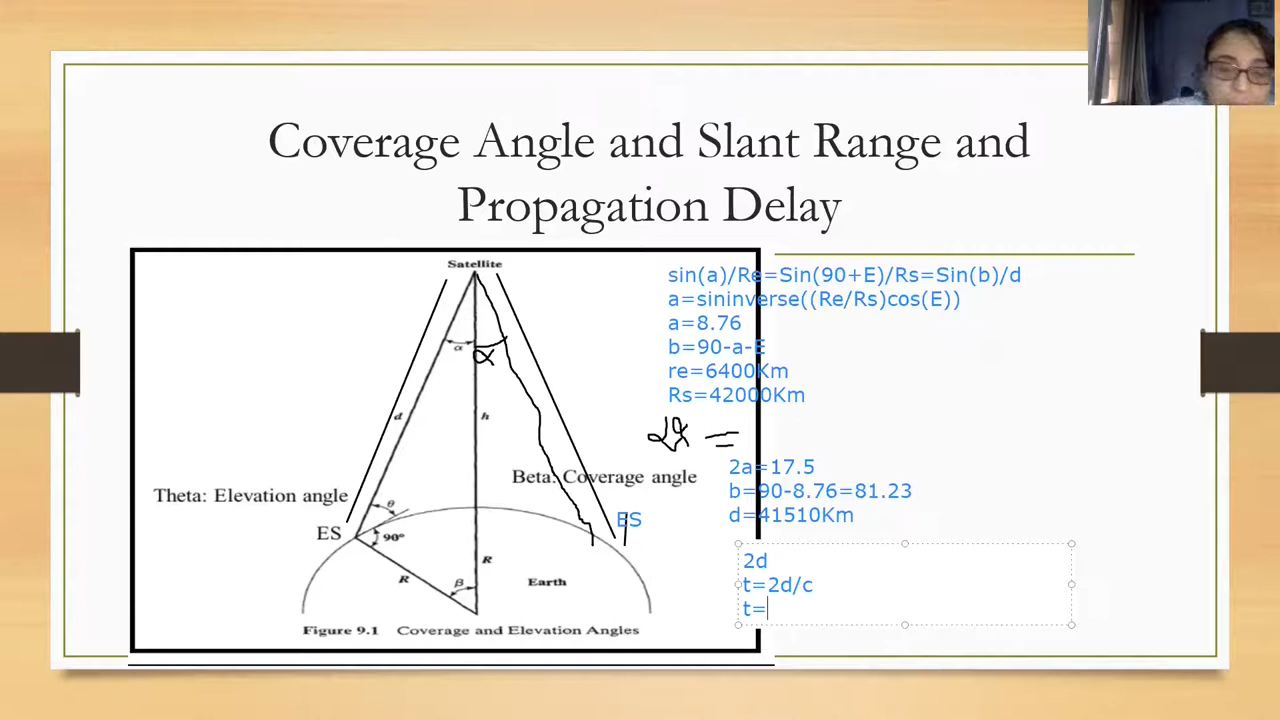 Coverage Angle and Slant Range and
Propagation Delay
Satellite
α
α
d
h
Theta: Elevation angle
Beta: Coverage angle
θ
ES
ES
90°
R
R
β
Earth
Figure 9.1 Coverage and Elevation Angles
sin(a)/Re=Sin(90+E)/Rs=Sin(b)/d
a=sininverse((Re/Rs)cos(E))
a=8.76
b=90-a-E
re=6400Km
Rs=42000Km
2α =
2a=17.5
b=90-8.76=81.23
d=41510Km
2d
t=2d/c
t=